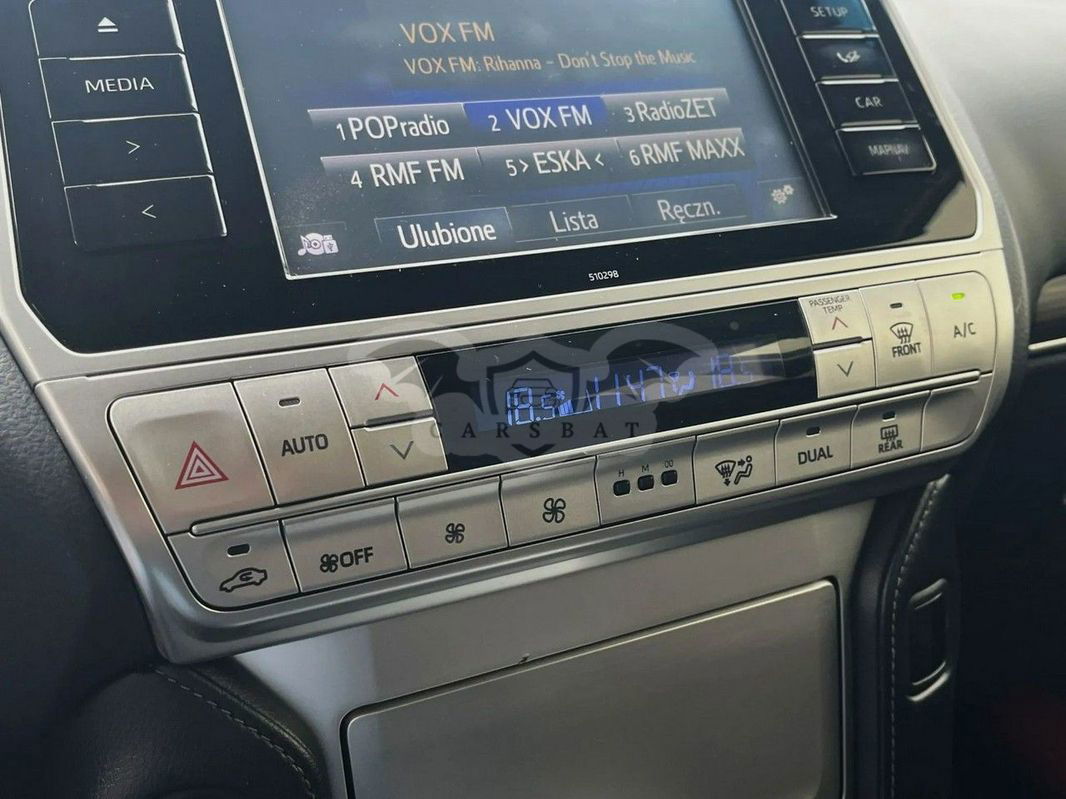 VOX FM
VOX FM: Rihanna – Don't Stop the Music
1 POPradio 2 VOX FM 3 RadioZET
4 RMF FM 5 > ESKA < 6 RMF MAXX
Ulubione Lista Ręczn.
MEDIA
>
<
SETUP
CAR
MAP/NAV
510298
PASSENGER
TEMP
FRONT
A/C
AUTO
CARSBAT
H M 00
DUAL
REAR
OFF